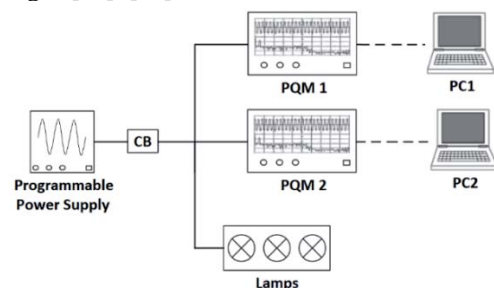 PQM 1
PC1
CB
PQM 2
PC2
Programmable
Power Supply
Lamps